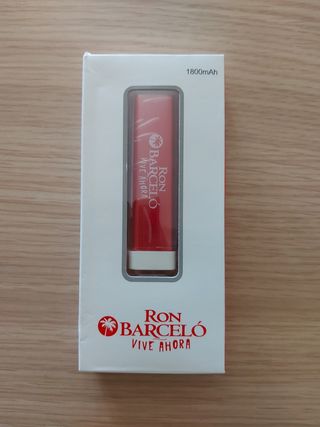 1800mAh
RON
BARCELÓ
VIVE AHORA
RON
BARCELÓ
VIVE AHORA